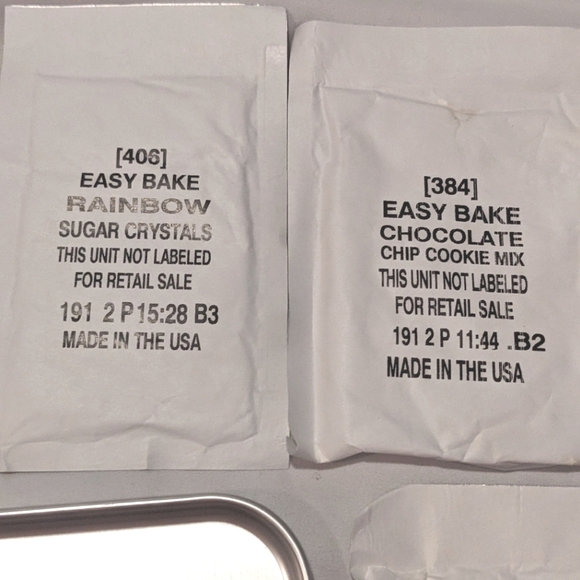 [406]
EASY BAKE
RAINBOW
SUGAR CRYSTALS
THIS UNIT NOT LABELED
FOR RETAIL SALE
191 2 P 15:28 B3
MADE IN THE USA
[384]
EASY BAKE
CHOCOLATE
CHIP COOKIE MIX
THIS UNIT NOT LABELED
FOR RETAIL SALE
191 2 P 11:44 .B2
MADE IN THE USA